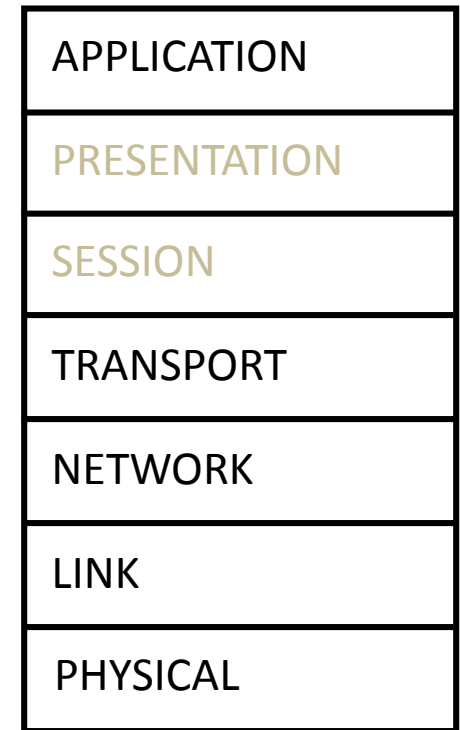 APPLICATION
PRESENTATION
SESSION
TRANSPORT
NETWORK
LINK
PHYSICAL